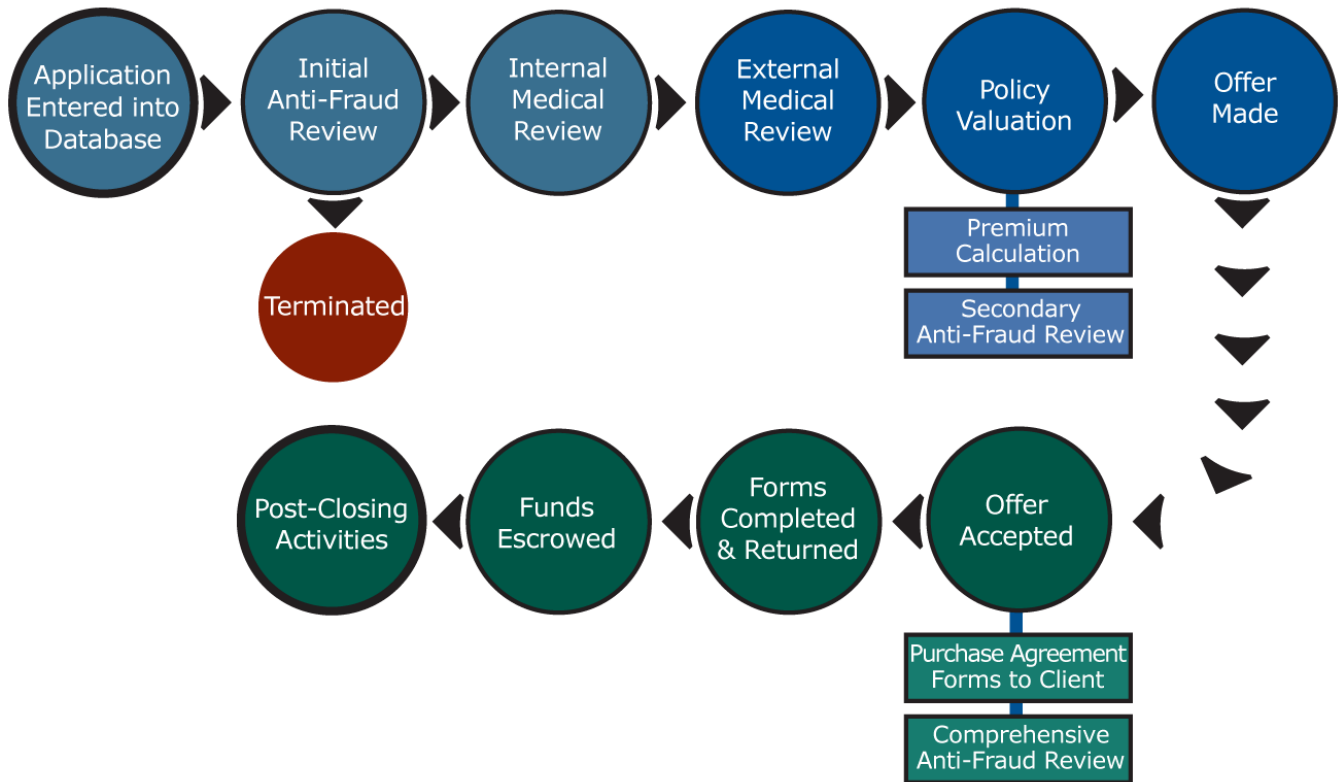 Application
Entered into
Database
Initial
Anti-Fraud
Review
Internal
Medical
Review
External
Medical
Review
Policy
Valuation
Offer
Made
Terminated
Premium
Calculation
Secondary
Anti-Fraud Review
Post-Closing
Activities
Funds
Escrowed
Forms
Completed
& Returned
Offer
Accepted
Purchase Agreement
Forms to Client
Comprehensive
Anti-Fraud Review